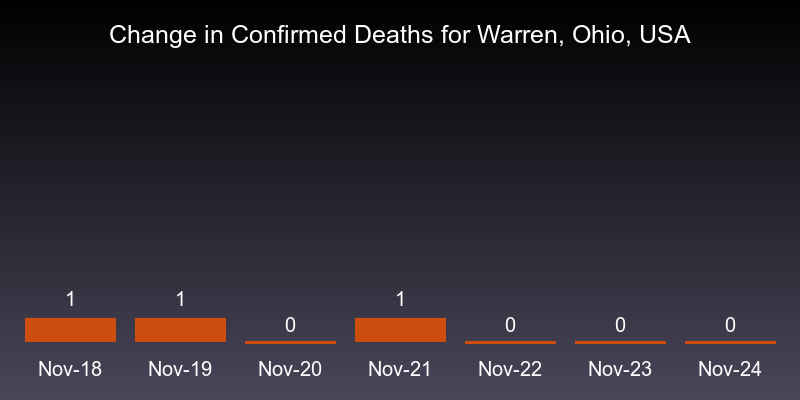 Change in Confirmed Deaths for Warren, Ohio, USA
1 1 0 1 0 0 0
Nov-18 Nov-19 Nov-20 Nov-21 Nov-22 Nov-23 Nov-24